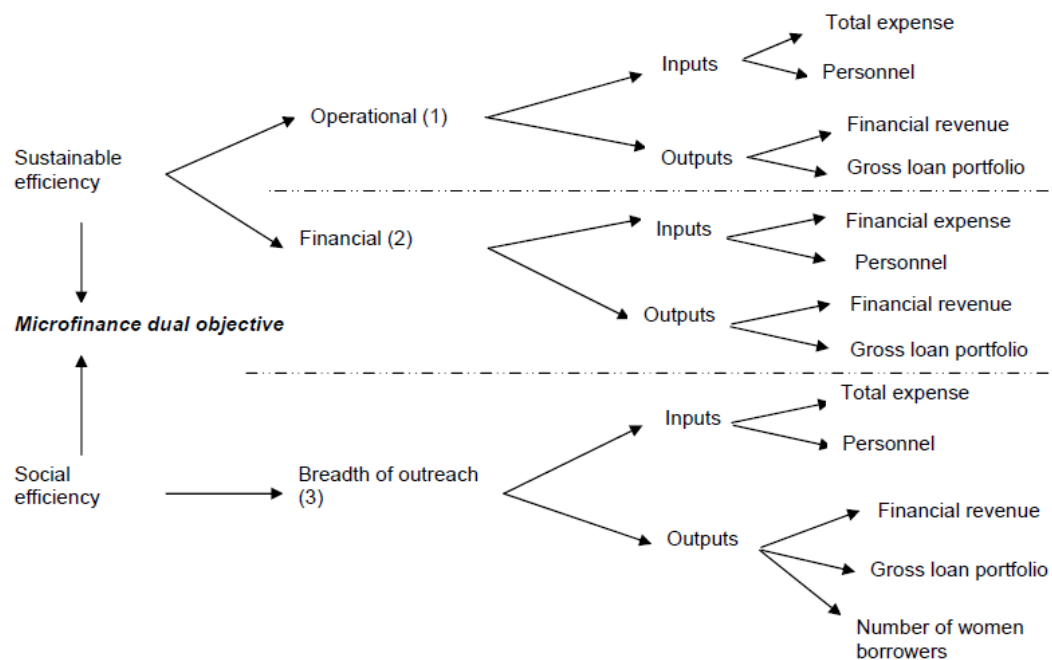 Total expense
Inputs
Personnel
Operational (1)
Financial revenue
Outputs
Gross loan portfolio
Sustainable
efficiency
Financial (2)
Inputs
Financial expense
Personnel
Outputs
Financial revenue
Gross loan portfolio
Microfinance dual objective
Social
efficiency
Breadth of outreach
(3)
Inputs
Total expense
Personnel
Outputs
Financial revenue
Gross loan portfolio
Number of women
borrowers